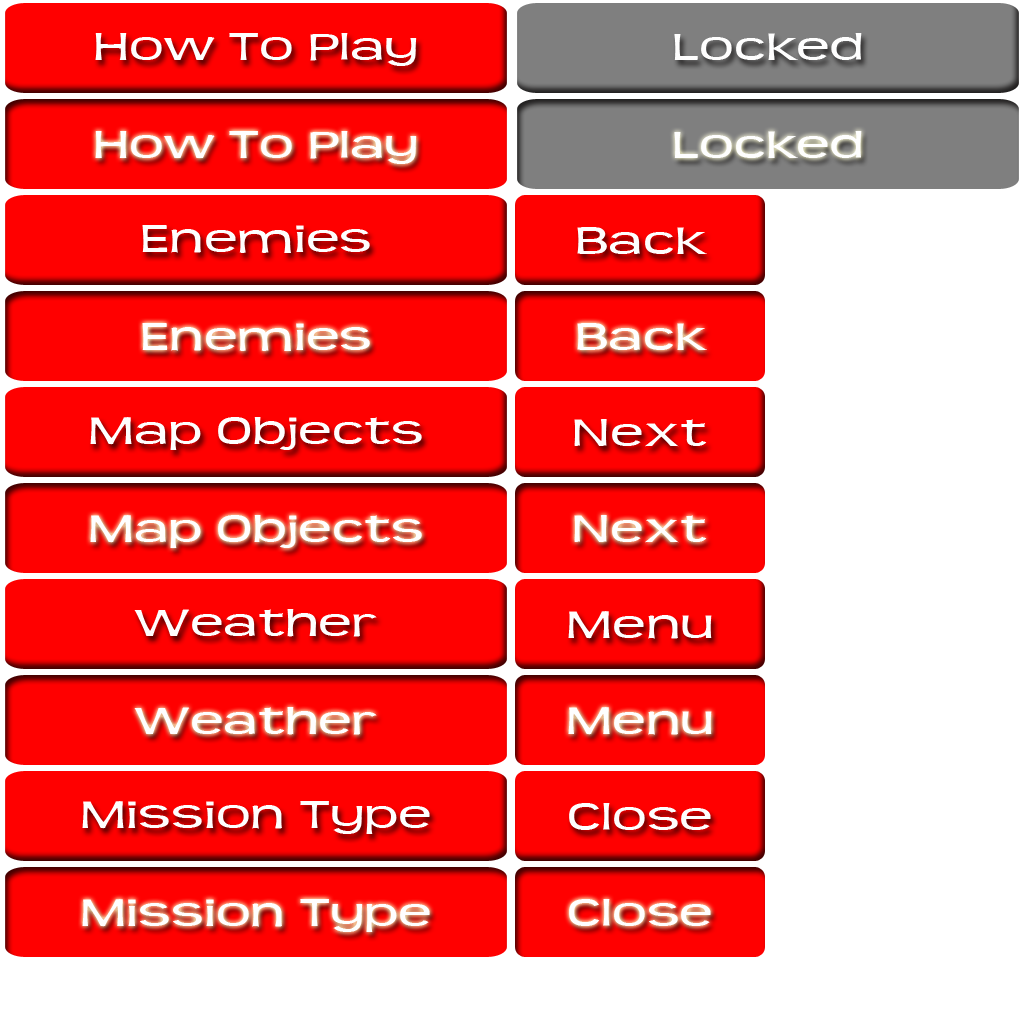 How To Play
Locked
How To Play
Locked
Enemies
Back
Enemies
Back
Map Objects
Next
Map Objects
Next
Weather
Menu
Weather
Menu
Mission Type
Close
Mission Type
Close